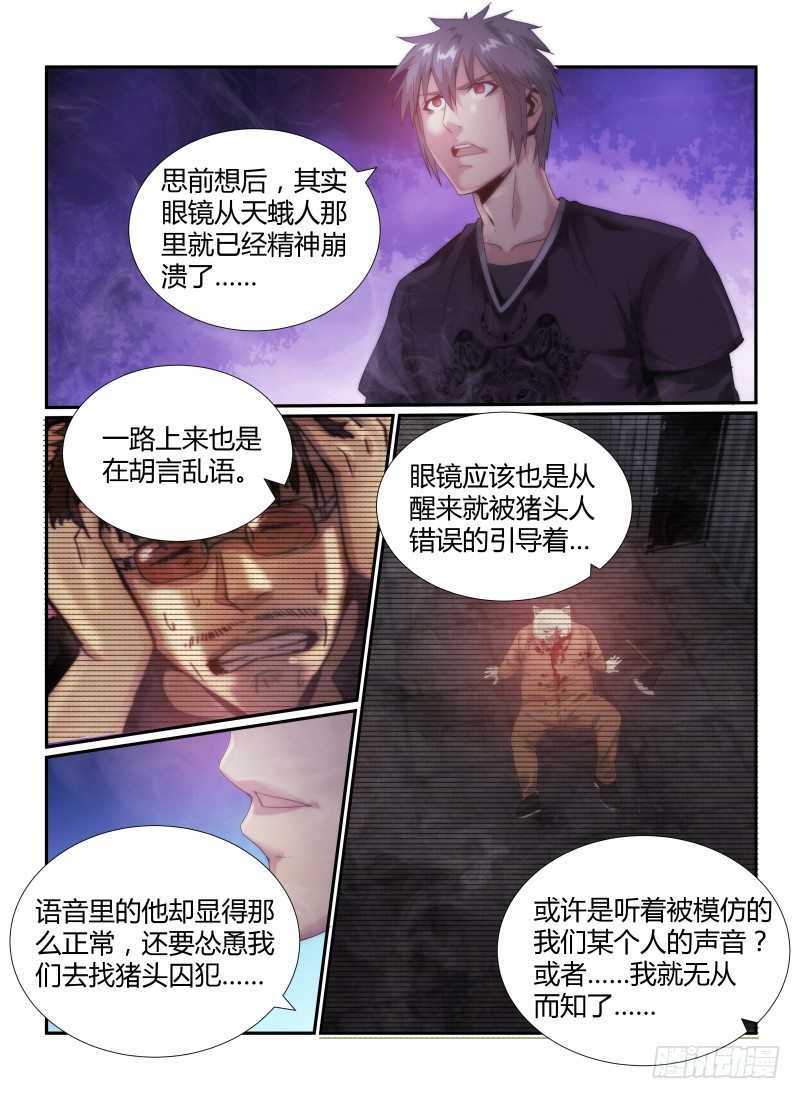 思前想后，其实
眼镜从天蛾人那
里就已经精神崩
溃了……
一路上来也是
在胡言乱语。
眼镜应该也是从
醒来就被猪头人
错误的引导着…
语音里的他却显得那
么正常，还要怂恿我
们去找猪头囚犯……
或许是听着被模仿的
我们某个人的声音？
或者……我就无从
而知了……
腾讯动漫